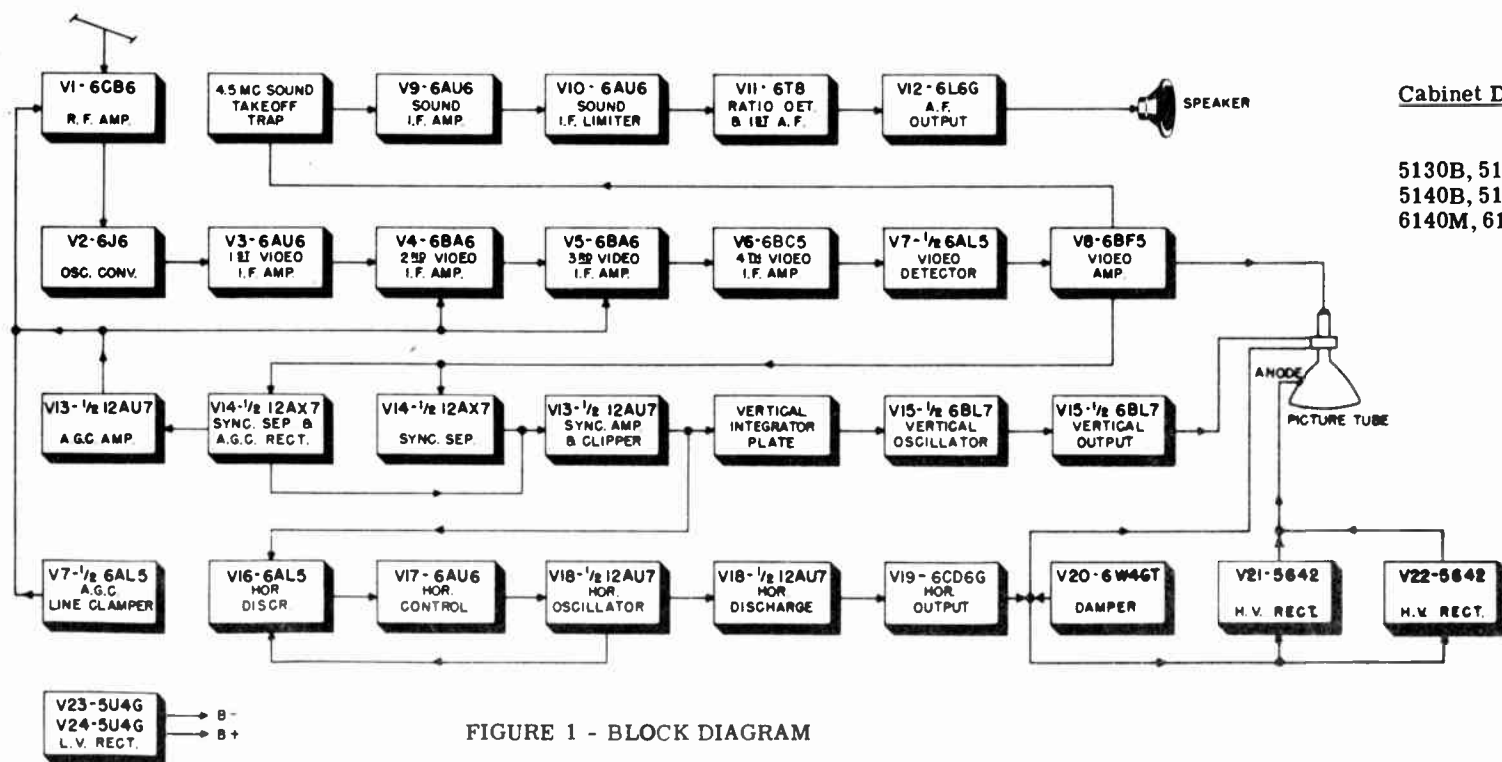 V1-6CB6
R.F. AMP.
4.5 MC SOUND
TAKEOFF
TRAP
V9-6AU6
SOUND
I.F. AMP.
V10-6AU6
SOUND
I.F. LIMITER
V11-6T8
RATIO DET.
& 1ST A.F.
V12-6L6G
A.F.
OUTPUT
SPEAKER
Cabinet D
5130B, 51
5140B, 51
6140M, 61
V2-6J6
OSC. CONV.
V3-6AU6
1ST VIDEO
I.F. AMP.
V4-6BA6
2ND VIDEO
I.F. AMP.
V5-6BA6
3RD VIDEO
I.F. AMP.
V6-6BC5
4TH VIDEO
I.F. AMP.
V7-1/2 6AL5
VIDEO
DETECTOR
V8-6BF5
VIDEO
AMP.
ANODE
PICTURE TUBE
V13-1/2 12AU7
A.G.C. AMP.
V14-1/2 12AX7
SYNC. SEP &
A.G.C. RECT.
V14-1/2 12AX7
SYNC. SEP.
V13-1/2 12AU7
SYNC. AMP
& CLIPPER
VERTICAL
INTEGRATOR
PLATE
V15-1/2 6BL7
VERTICAL
OSCILLATOR
V15-1/2 6BL7
VERTICAL
OUTPUT
V7-1/2 6AL5
A.G.C.
LINE CLAMPER
V16-6AL5
HOR.
DISCR.
V17-6AU6
HOR.
CONTROL
V18-1/2 12AU7
HOR.
OSCILLATOR
V18-1/2 12AU7
HOR.
DISCHARGE
V19-6CD6G
HOR.
OUTPUT
V20-6W4GT
DAMPER
V21-5642
H.V. RECT.
V22-5642
H.V. RECT.
V23-5U4G
V24-5U4G
L.V. RECT.
B-
B+
FIGURE 1 - BLOCK DIAGRAM